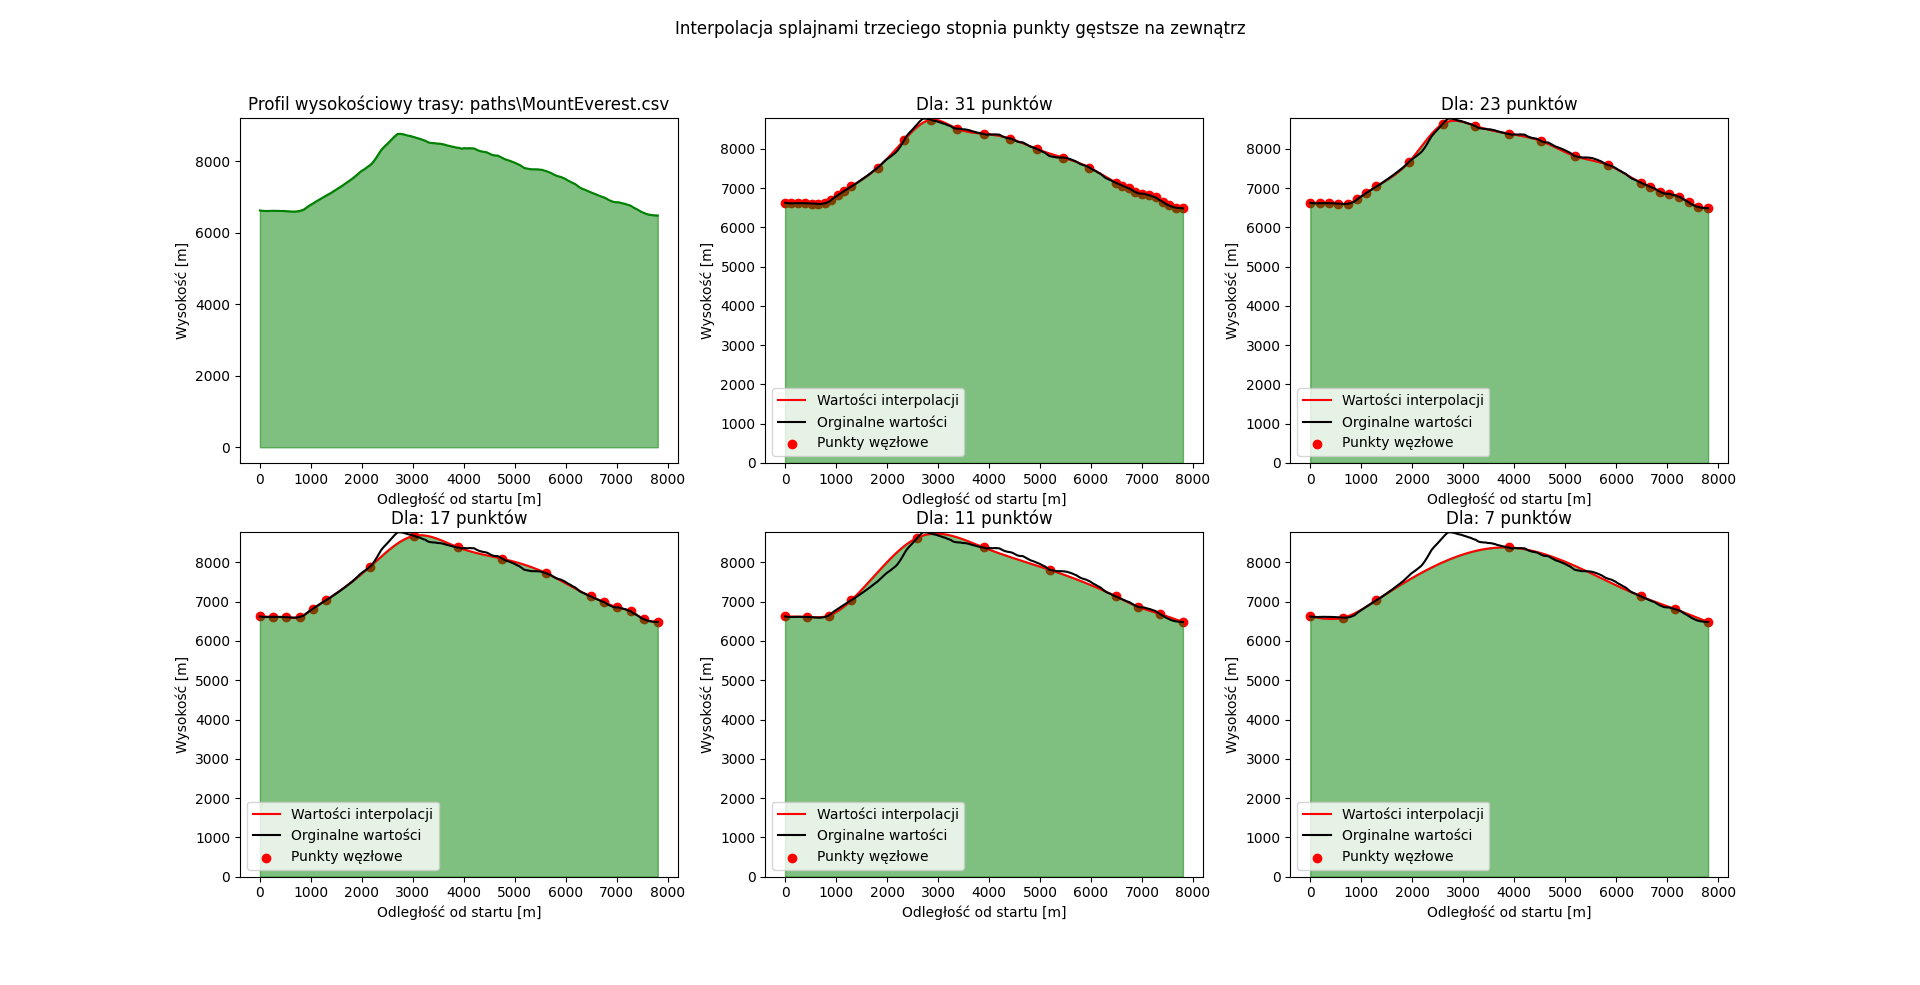 Interpolacja splajnami trzeciego stopnia punkty gęstsze na zewnątrz
Profil wysokościowy trasy: paths\MountEverest.csv
Wysokość [m]
8000
6000
4000
2000
0
0 1000 2000 3000 4000 5000 6000 7000 8000
Odległość od startu [m]
Dla: 31 punktów
Wysokość [m]
8000
7000
6000
5000
4000
3000
2000
1000
0
Wartości interpolacji
Orginalne wartości
Punkty węzłowe
0 1000 2000 3000 4000 5000 6000 7000 8000
Odległość od startu [m]
Dla: 23 punktów
Wysokość [m]
8000
7000
6000
5000
4000
3000
2000
1000
0
Wartości interpolacji
Orginalne wartości
Punkty węzłowe
0 1000 2000 3000 4000 5000 6000 7000 8000
Odległość od startu [m]
Dla: 17 punktów
Wysokość [m]
8000
7000
6000
5000
4000
3000
2000
1000
0
Wartości interpolacji
Orginalne wartości
Punkty węzłowe
0 1000 2000 3000 4000 5000 6000 7000 8000
Odległość od startu [m]
Dla: 11 punktów
Wysokość [m]
8000
7000
6000
5000
4000
3000
2000
1000
0
Wartości interpolacji
Orginalne wartości
Punkty węzłowe
0 1000 2000 3000 4000 5000 6000 7000 8000
Odległość od startu [m]
Dla: 7 punktów
Wysokość [m]
8000
7000
6000
5000
4000
3000
2000
1000
0
Wartości interpolacji
Orginalne wartości
Punkty węzłowe
0 1000 2000 3000 4000 5000 6000 7000 8000
Odległość od startu [m]